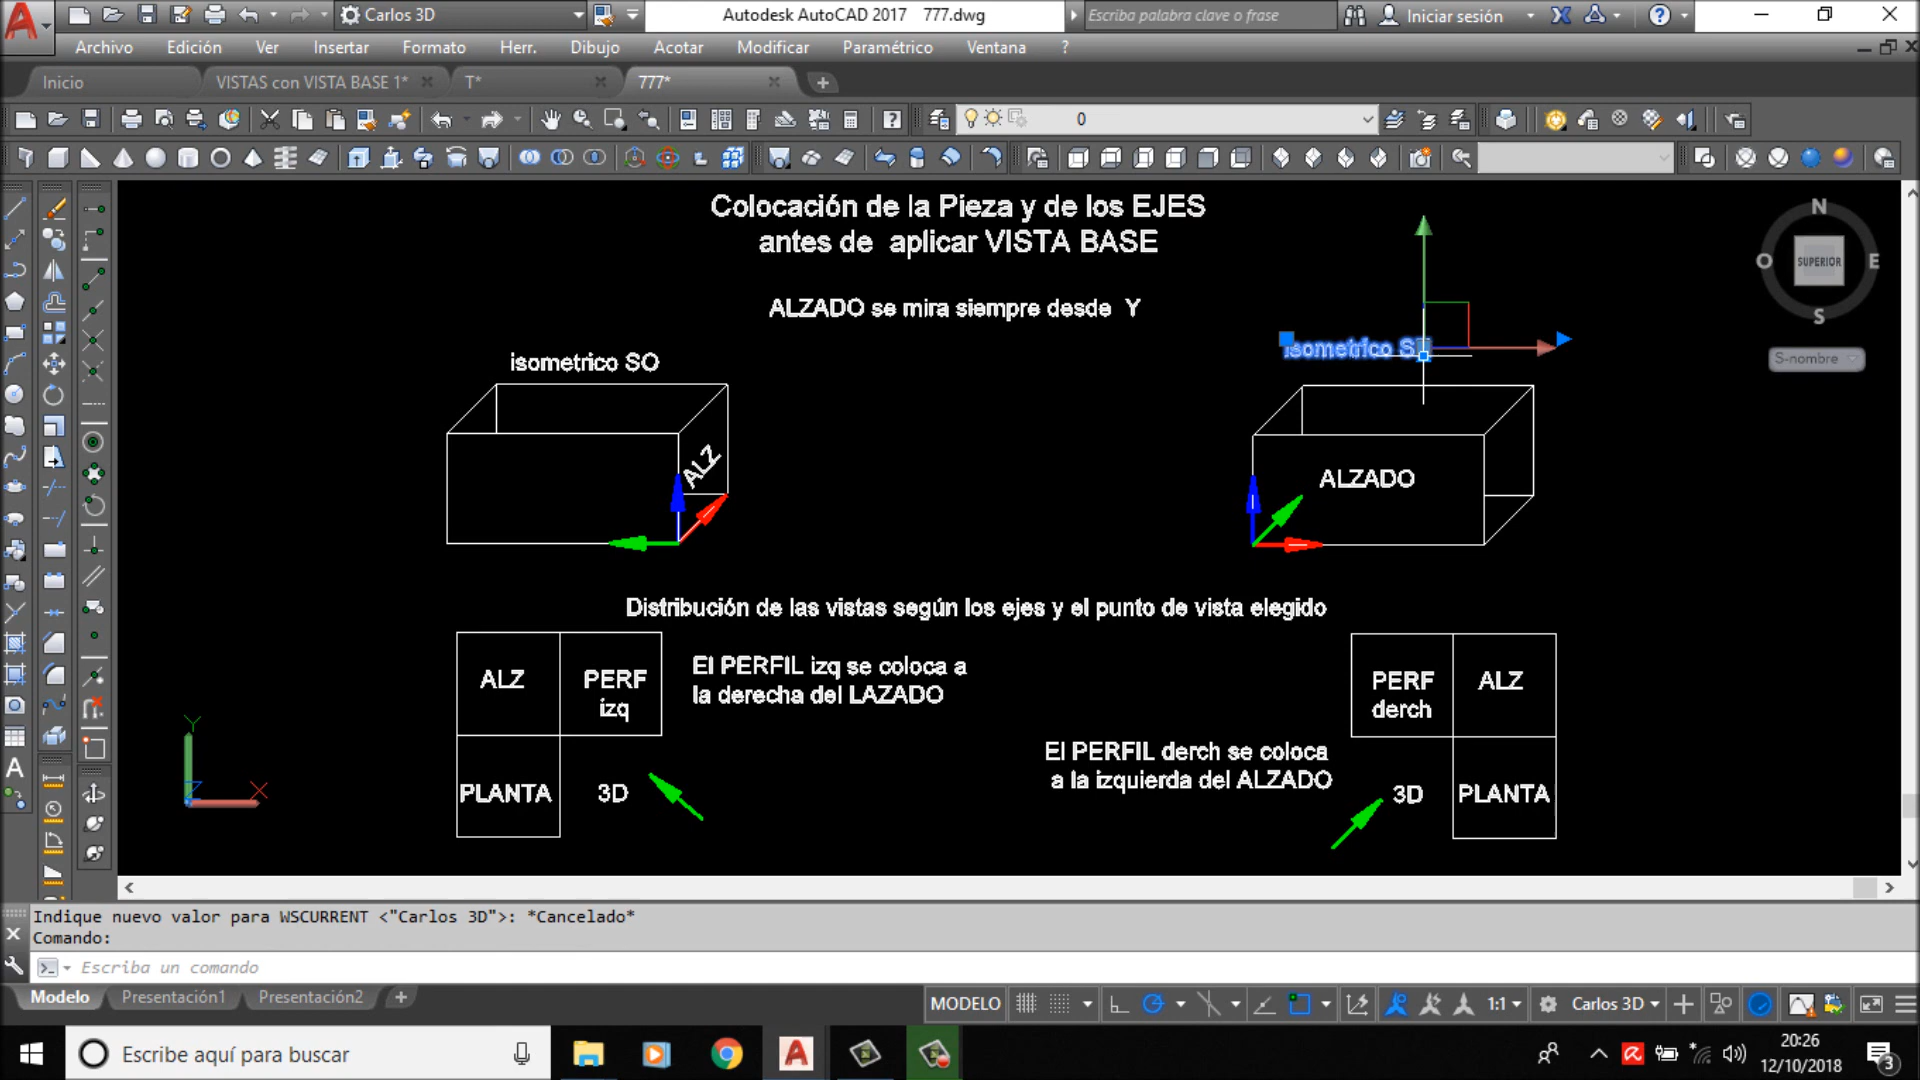 Carlos 3D
Autodesk AutoCAD 2017 777.dwg
Escriba palabra clave o frase
Iniciar sesión
Archivo Edición Ver Insertar Formato Herr. Dibujo Acotar Modificar Paramétrico Ventana ?
Inicio VISTAS con VISTA BASE 1* T* 777*
0
Colocación de la Pieza y de los EJES
antes de aplicar VISTA BASE
ALZADO se mira siempre desde Y
N
O SUPERIOR E
S
S-nombre
isometrico SO
isometrico
ALZ
ALZADO
Distribución de las vistas según los ejes y el punto de vista elegido
ALZ PERF
izq
PLANTA 3D
El PERFIL izq se coloca a
la derecha del LAZADO
PERF
derch
ALZ
3D PLANTA
El PERFIL derch se coloca
a la izquierda del ALZADO
Y
Z
X
Indique nuevo valor para WSCURRENT <"Carlos 3D">: *Cancelado*
Comando:
Escriba un comando
Modelo Presentación1 Presentación2
MODELO 1:1 Carlos 3D
Escribe aquí para buscar
20:26
12/10/2018
3